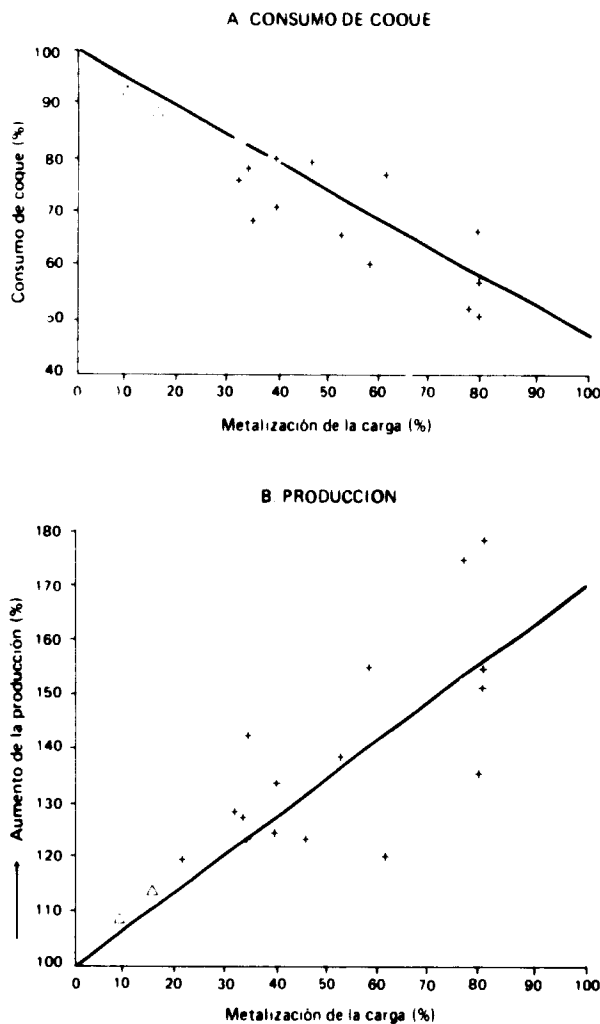 A CONSUMO DE COQUE
100
90
80
70
60
50
40
Consumo de coque (%)
0 10 20 30 40 50 60 70 80 90 100
Metalización de la carga (%)
B. PRODUCCION
180
170
160
150
140
130
120
110
100
Aumento de la producción (%)
0 10 20 30 40 50 60 70 80 90 100
Metalización de la carga (%)